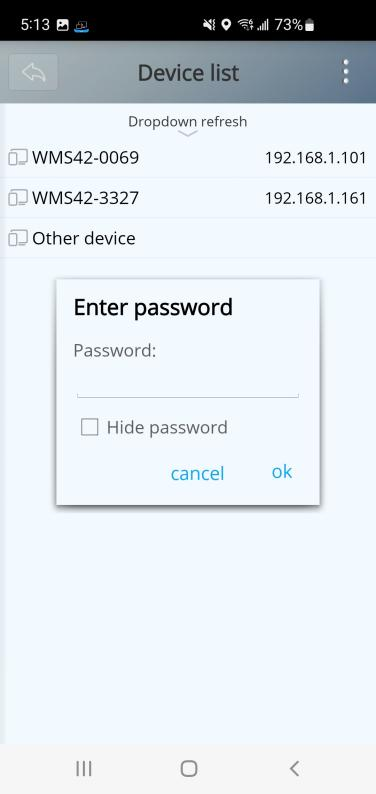 5:13 73%
Device list
Dropdown refresh
WMS42-0069 192.168.1.101
WMS42-3327 192.168.1.161
Other device
Enter password
Password:
Hide password
cancel ok